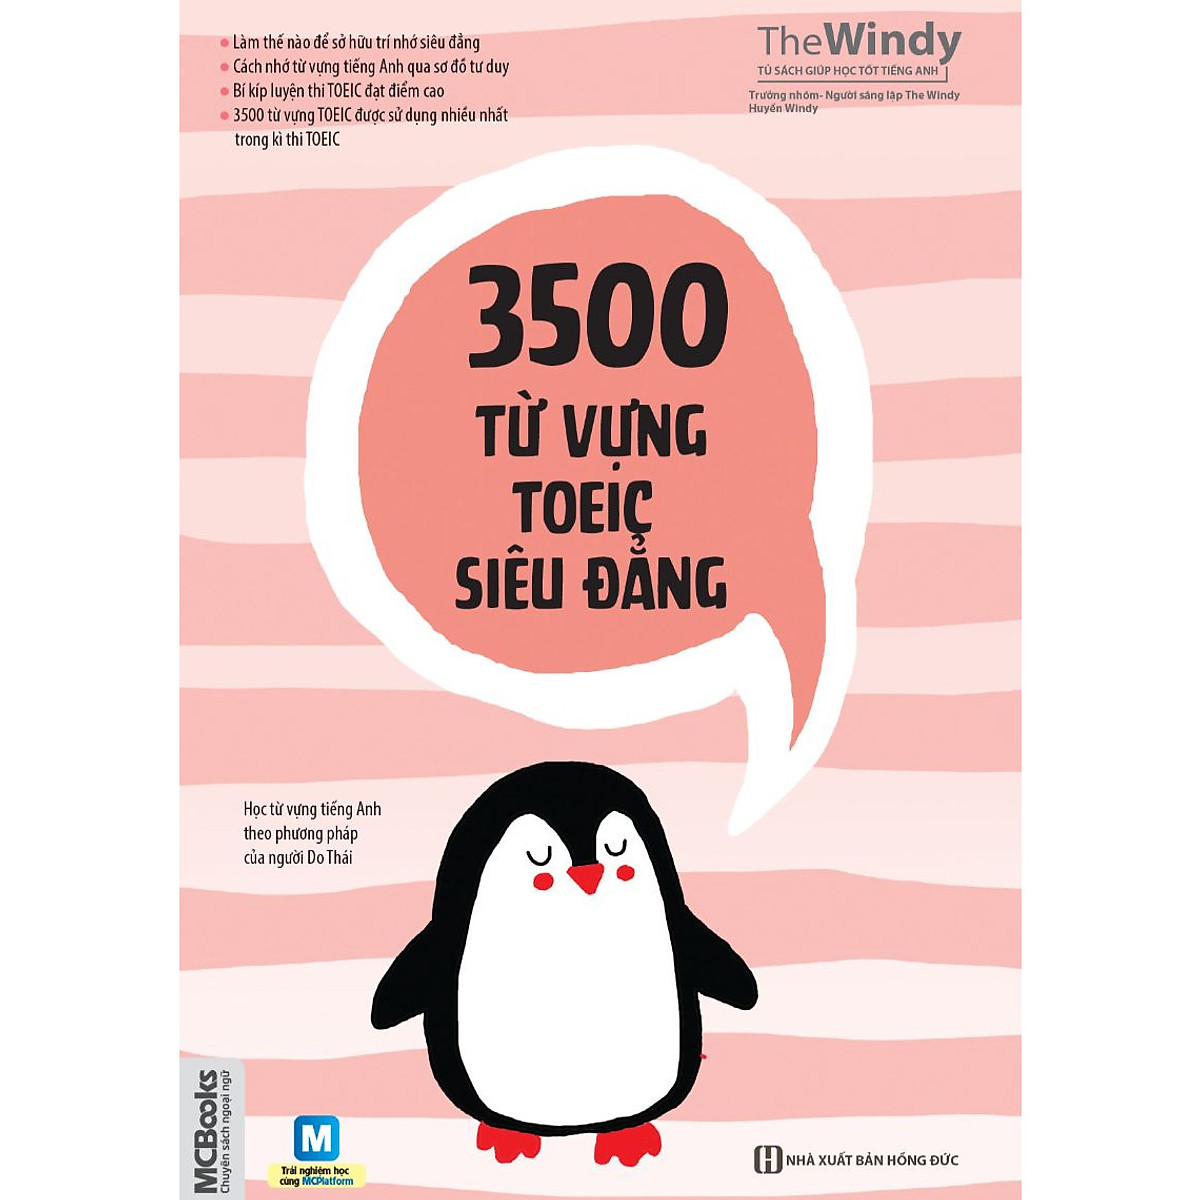 Làm thế nào để sở hữu trí nhớ siêu đẳng
Cách nhớ từ vựng tiếng Anh qua sơ đồ tư duy
Bí kíp luyện thi TOEIC đạt điểm cao
3500 từ vựng TOEIC được sử dụng nhiều nhất
trong kì thi TOEIC
TheWindy
TỦ SÁCH GIÚP HỌC TỐT TIẾNG ANH
Trưởng nhóm- Người sáng lập The Windy
Huyền Windy
3500
TỪ VỰNG
TOEIC
SIÊU ĐẲNG
Học từ vựng tiếng Anh
theo phương pháp
của người Do Thái
MCBooks
Chuyên sách ngoại ngữ
M
Trải nghiệm học
cùng MCPlatform
H NHÀ XUẤT BẢN HỒNG ĐỨC